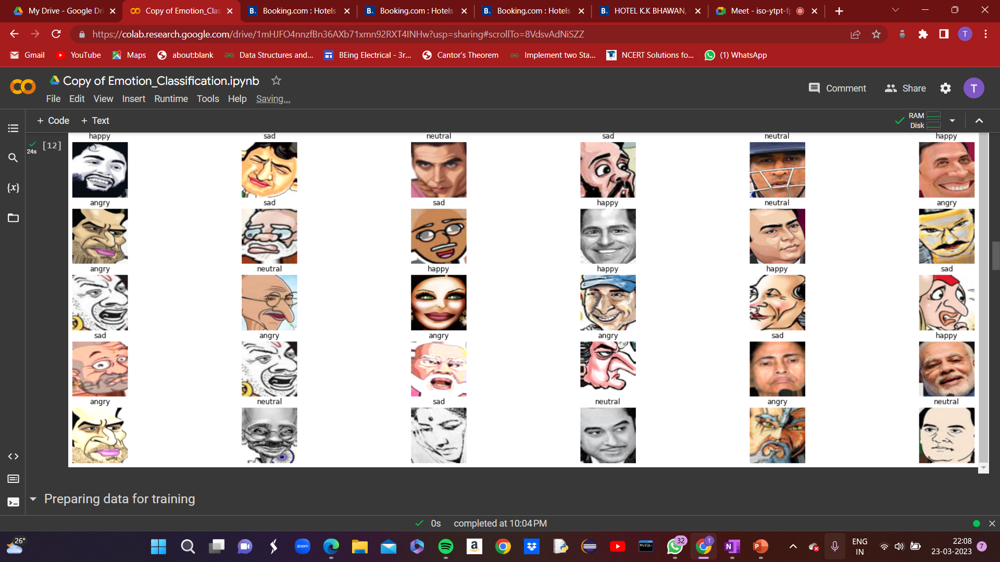 My Drive - Google Dri
Copy of Emotion_Clas
Booking.com : Hotels
Booking.com : Hotels
Booking.com : Hotels
HOTEL K.K BHAWAN,
Meet - iso-ytpt-fp
https://colab.research.google.com/drive/1mHJFO4nnzfBn36AXb71xmn92RXT4INHw?usp=sharing#scrollTo=8VdsvAdNiSZZ
T
Gmail YouTube Maps about:blank Data Structures and... BEing Electrical - 3r... Cantor's Theorem Implement two Sta... NCERT Solutions fo... (1) WhatsApp
Copy of Emotion_Classification.ipynb
File Edit View Insert Runtime Tools Help Saving...
Comment Share T
+ Code + Text
RAM
Disk
[12]
24s
{x}
happy sad neutral sad neutral happy
angry sad sad happy neutral angry
angry neutral happy happy happy sad
sad angry angry angry sad happy
angry neutral sad neutral angry neutral
Preparing data for training
0s completed at 10:04 PM
26°
zoom
a
MySQL
32
T
N
P
ENG
IN
22:08
23-03-2023
7